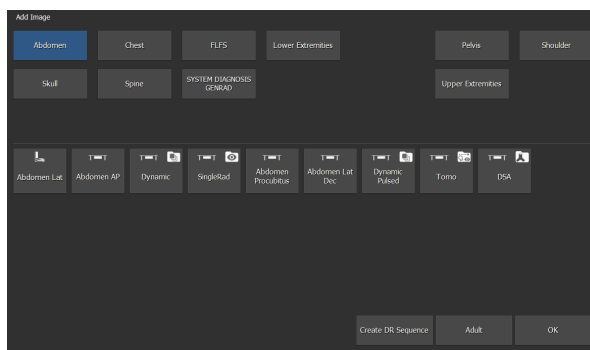 Add Image
Abdomen
Chest
FLFS
Lower Extremities
Pelvis
Shoulder
Skull
Spine
SYSTEM DIAGNOSIS
GENRAD
Upper Extremities
Abdomen Lat
Abdomen AP
Dynamic
SingleRad
Abdomen
Procubitus
Abdomen Lat
Dec
Dynamic
Pulsed
Tomo
DSA
Create DR Sequence
Adult
OK